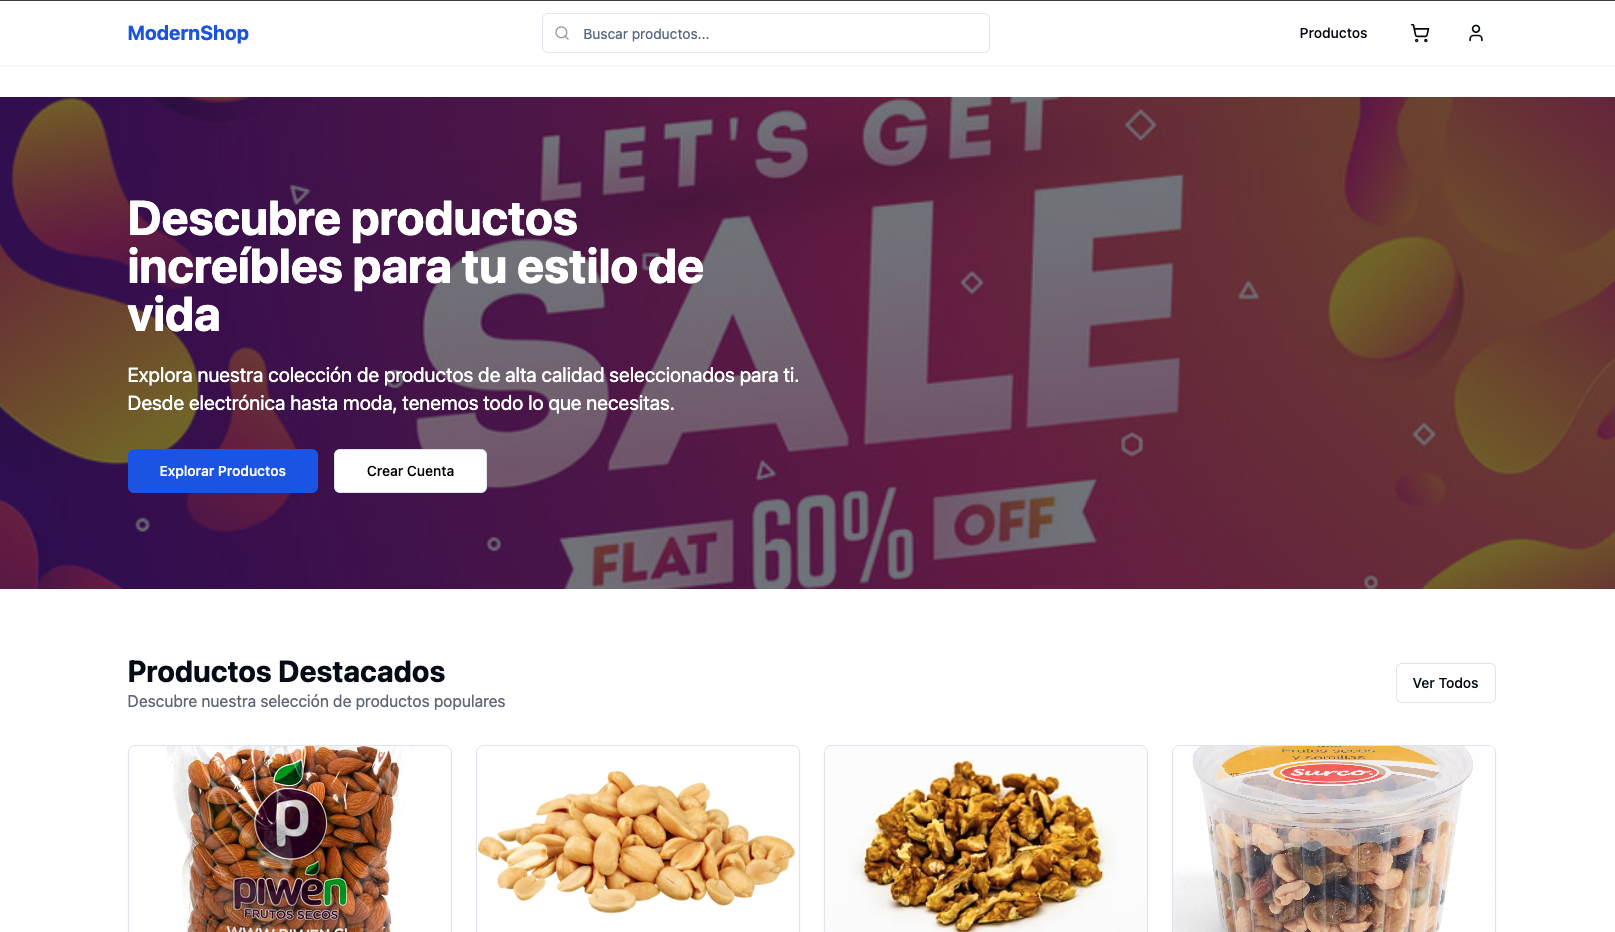 ModernShop
Buscar productos...
Productos
LET'S GET
SALE
FLAT 60% OFF
Descubre productos
increíbles para tu estilo de
vida
Explora nuestra colección de productos de alta calidad seleccionados para ti.
Desde electrónica hasta moda, tenemos todo lo que necesitas.
Explorar Productos
Crear Cuenta
Productos Destacados
Descubre nuestra selección de productos populares
Ver Todos
p
piwén
FRUTOS SECOS
WWW.PIWEN.CL
Frutos secos
y semillas
surco